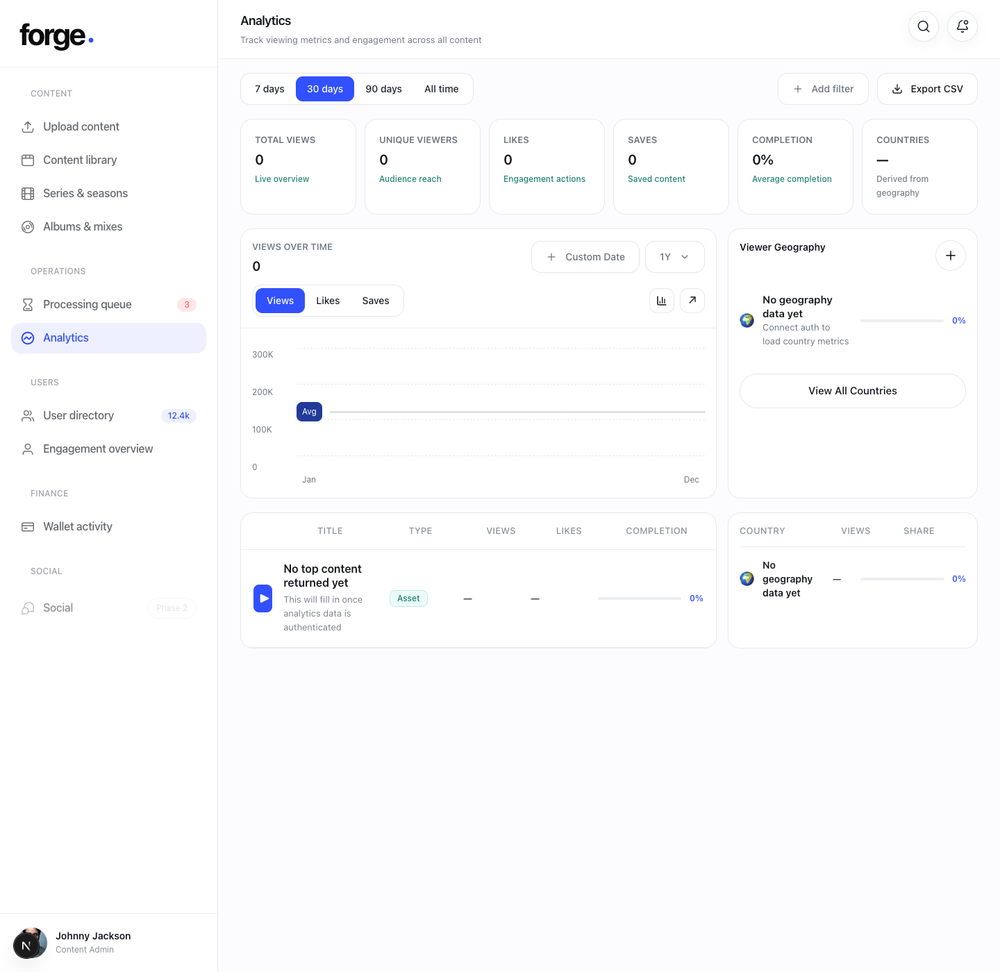 forge.
CONTENT
Upload content
Content library
Series & seasons
Albums & mixes
OPERATIONS
Processing queue 3
Analytics
USERS
User directory 12.4k
Engagement overview
FINANCE
Wallet activity
SOCIAL
Social Phase 2
N
Johnny Jackson
Content Admin
Analytics
Track viewing metrics and engagement across all content
7 days 30 days 90 days All time
Add filter Export CSV
TOTAL VIEWS
0
Live overview
UNIQUE VIEWERS
0
Audience reach
LIKES
0
Engagement actions
SAVES
0
Saved content
COMPLETION
0%
Average completion
COUNTRIES
—
Derived from
geography
VIEWS OVER TIME
0
Custom Date 1Y
Views Likes Saves
300K
200K
Avg
100K
0
Jan Dec
Viewer Geography
No geography
data yet
Connect auth to
load country metrics
0%
View All Countries
TITLE TYPE VIEWS LIKES COMPLETION
No top content
returned yet
This will fill in once
analytics data is
authenticated
Asset — — 0%
COUNTRY VIEWS SHARE
No
geography
data yet
— 0%